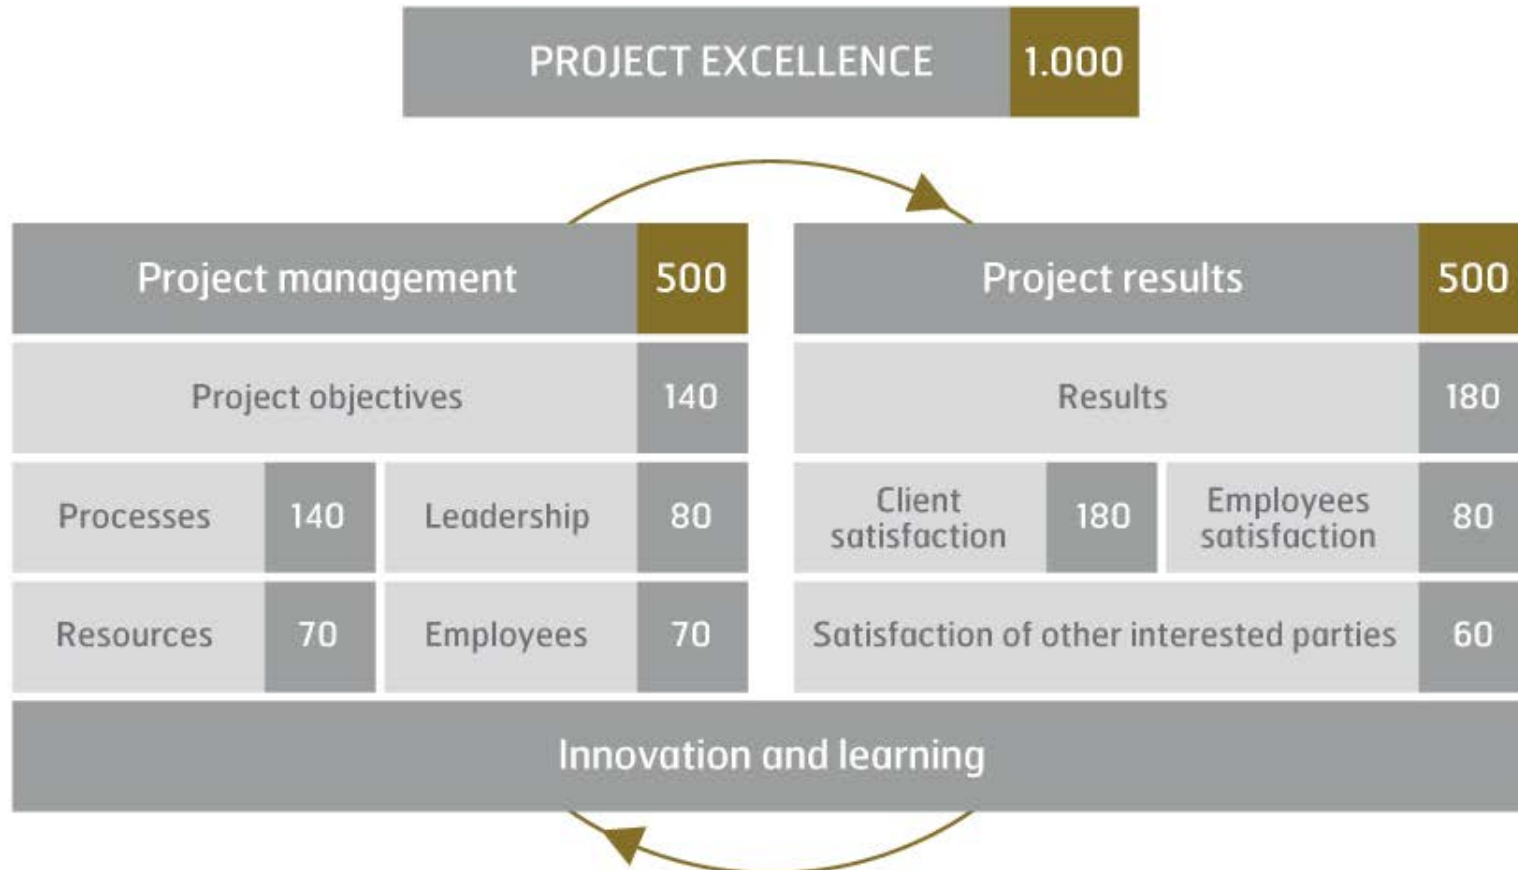 PROJECT EXCELLENCE 1.000
Project management 500
Project results 500
Project objectives 140
Results 180
Processes 140 Leadership 80
Client
satisfaction 180
Employees
satisfaction 80
Resources 70 Employees 70
Satisfaction of other interested parties 60
Innovation and learning